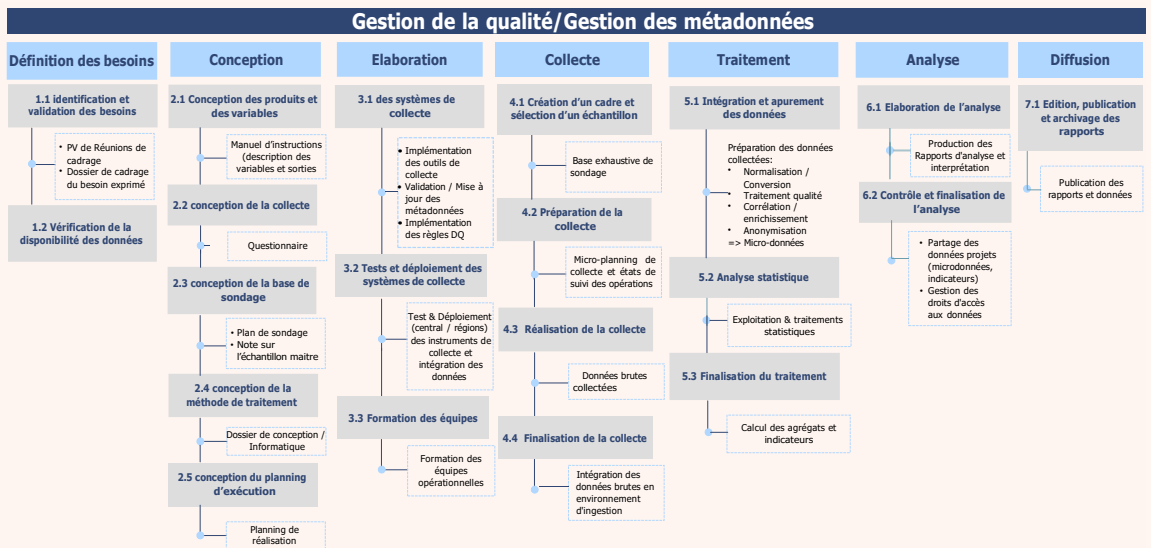 Gestion de la qualité/Gestion des métadonnées
Définition des besoins
1.1 identification et
validation des besoins
• PV de Réunions de
cadrage
• Dossier de cadrage
du besoin exprimé
1.2 Vérification de la
disponibilité des données
Conception
2.1 Conception des produits et
des variables
Manuel d'instructions
(description des
variables et sorties
2.2 conception de la collecte
Questionnaire
2.3 conception de la base de
sondage
• Plan de sondage
• Note sur
l'échantillon maitre
2.4 conception de la
méthode de traitement
Dossier de conception /
Informatique
2.5 conception du planning
d'exécution
Planning de
réalisation
Elaboration
3.1 des systèmes de
collecte
• Implémentation
des outils de
collecte
• Validation / Mise à
jour des
métadonnées
• Implémentation
des règles DQ
3.2 Tests et déploiement des
systèmes de collecte
Test & Déploiement
(central / régions)
des instruments de
collecte et
intégration des
données
3.3 Formation des équipes
Formation des
équipes
opérationnelles
Collecte
4.1 Création d'un cadre et
sélection d'un échantillon
Base exhaustive de
sondage
4.2 Préparation de la
collecte
Micro-planning de
collecte et états de
suivi des opérations
4.3 Réalisation de la collecte
Données brutes
collectées
4.4 Finalisation de la collecte
Intégration des
données brutes en
environnement
d'ingestion
Traitement
5.1 Intégration et apurement
des données
Préparation des données
collectées:
• Normalisation /
Conversion
• Traitement qualité
• Corrélation /
enrichissement
• Anonymisation
=> Micro-données
5.2 Analyse statistique
Exploitation & traitements
statistiques
5.3 Finalisation du traitement
Calcul des agrégats et
indicateurs
Analyse
6.1 Elaboration de l'analyse
Production des
Rapports d'analyse et
interprétation
6.2 Contrôle et finalisation de
l'analyse
• Partage des
données projets
(microdonnées,
indicateurs)
• Gestion des
droits d'accès
aux données
Diffusion
7.1 Edition, publication
et archivage des
rapports
Publication des
rapports et données